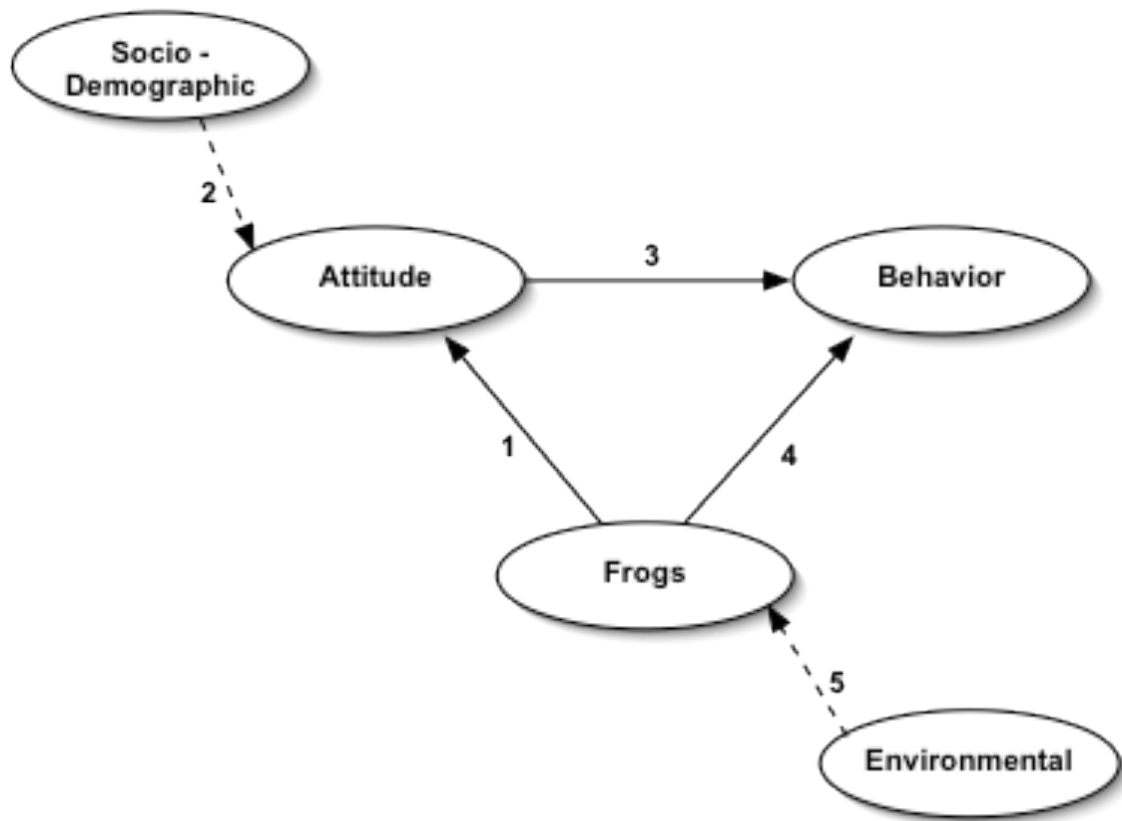 Socio -
Demographic
2
Attitude
3
Behavior
1
4
Frogs
5
Environmental